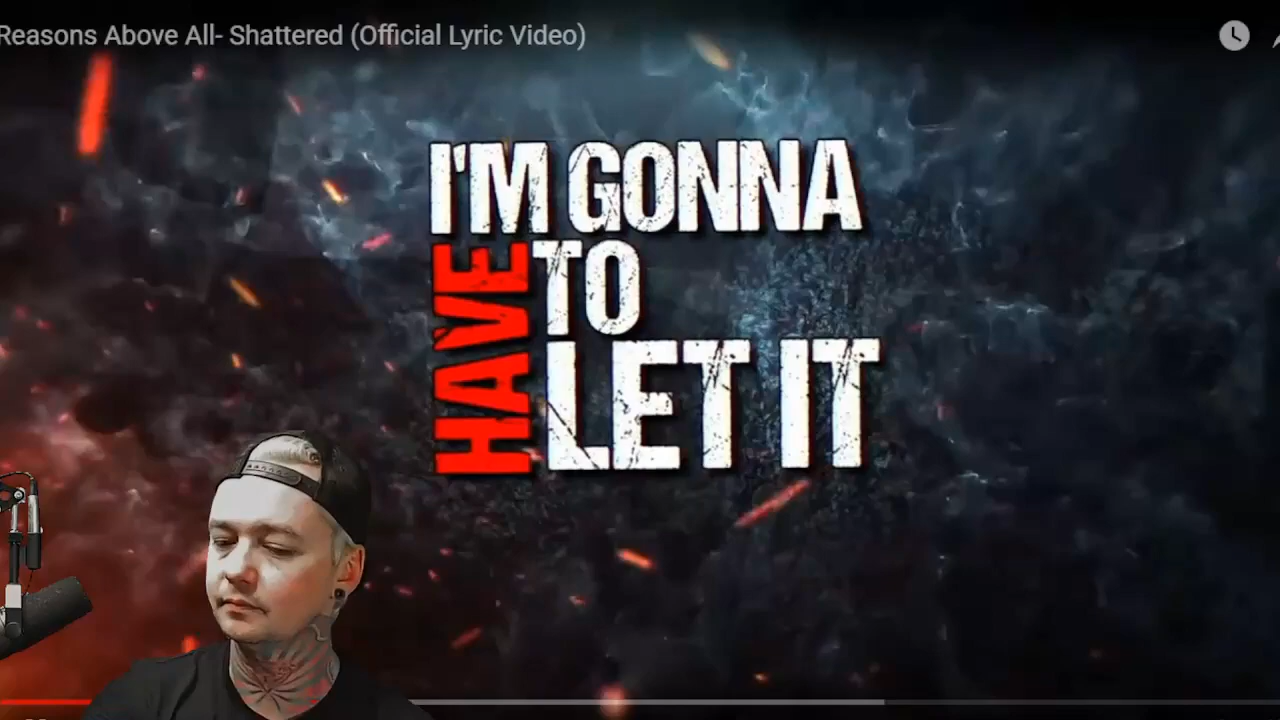 Reasons Above All- Shattered (Official Lyric Video)
I'M GONNA
HAVE TO
LET IT